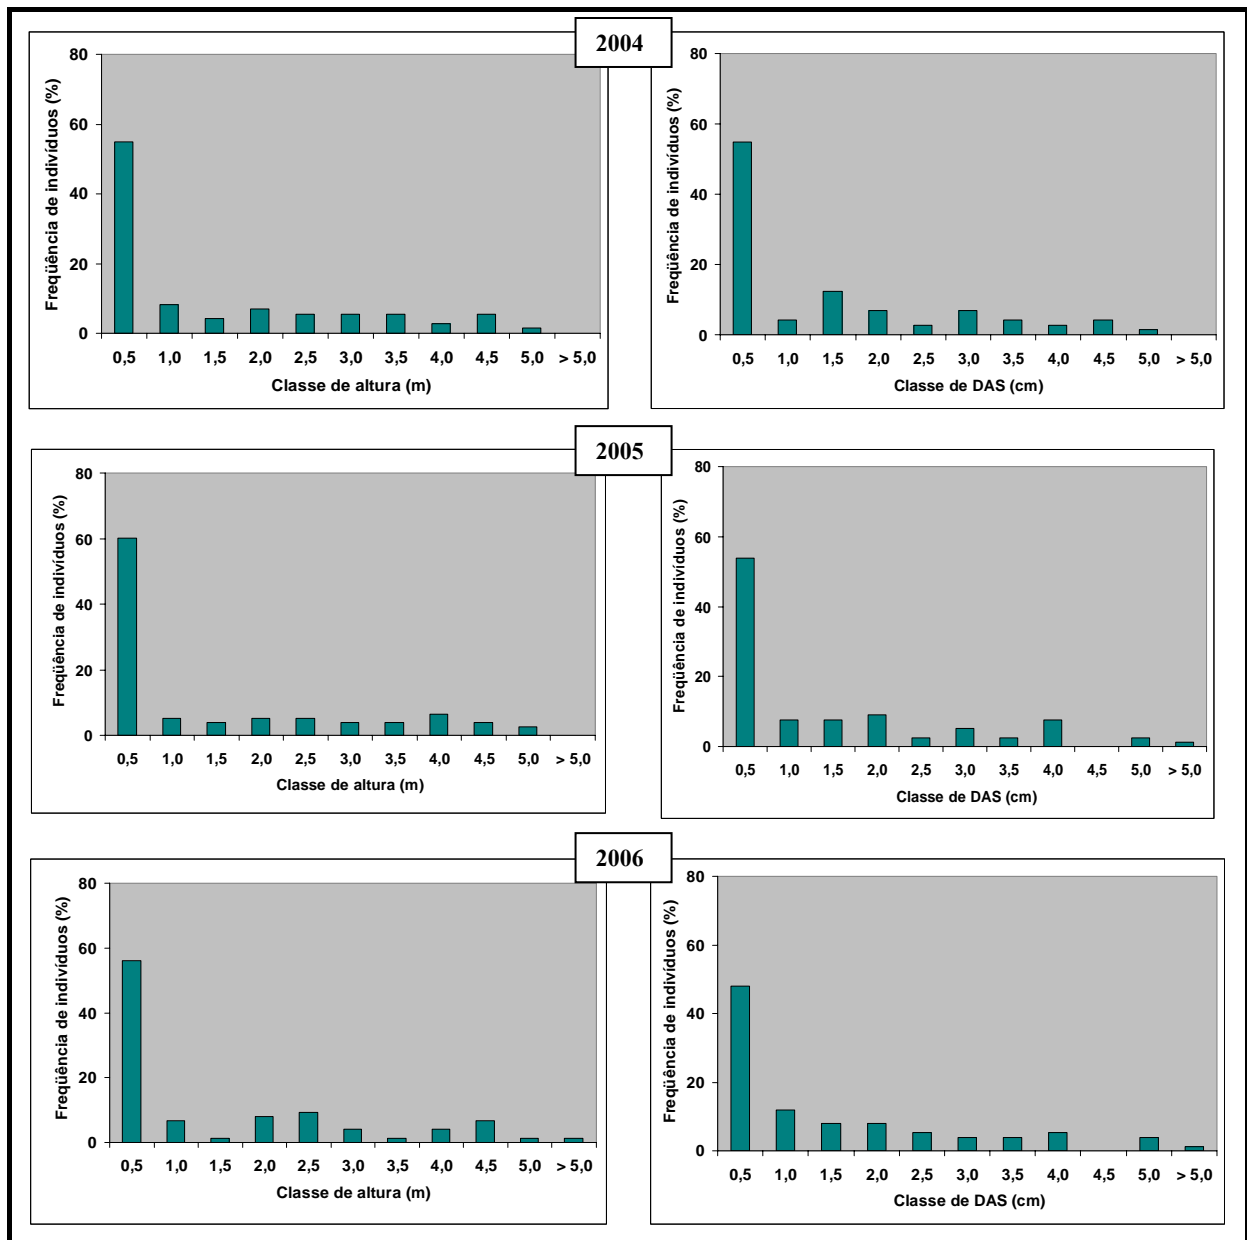 2004
Freqüência de indivíduos (%)
80
60
40
20
0
0,5 1,0 1,5 2,0 2,5 3,0 3,5 4,0 4,5 5,0 > 5,0
Classe de altura (m)
Freqüência de indivíduos (%)
80
60
40
20
0
0,5 1,0 1,5 2,0 2,5 3,0 3,5 4,0 4,5 5,0 > 5,0
Classe de DAS (cm)
2005
Freqüência de indivíduos (%)
80
60
40
20
0
0,5 1,0 1,5 2,0 2,5 3,0 3,5 4,0 4,5 5,0 > 5,0
Classe de altura (m)
Freqüência de indivíduos (%)
80
60
40
20
0
0,5 1,0 1,5 2,0 2,5 3,0 3,5 4,0 4,5 5,0 > 5,0
Classe de DAS (cm)
2006
Freqüência de indivíduos (%)
80
60
40
20
0
0,5 1,0 1,5 2,0 2,5 3,0 3,5 4,0 4,5 5,0 > 5,0
Classe de altura (m)
Freqüência de indivíduos (%)
80
60
40
20
0
0,5 1,0 1,5 2,0 2,5 3,0 3,5 4,0 4,5 5,0 > 5,0
Classe de DAS (cm)